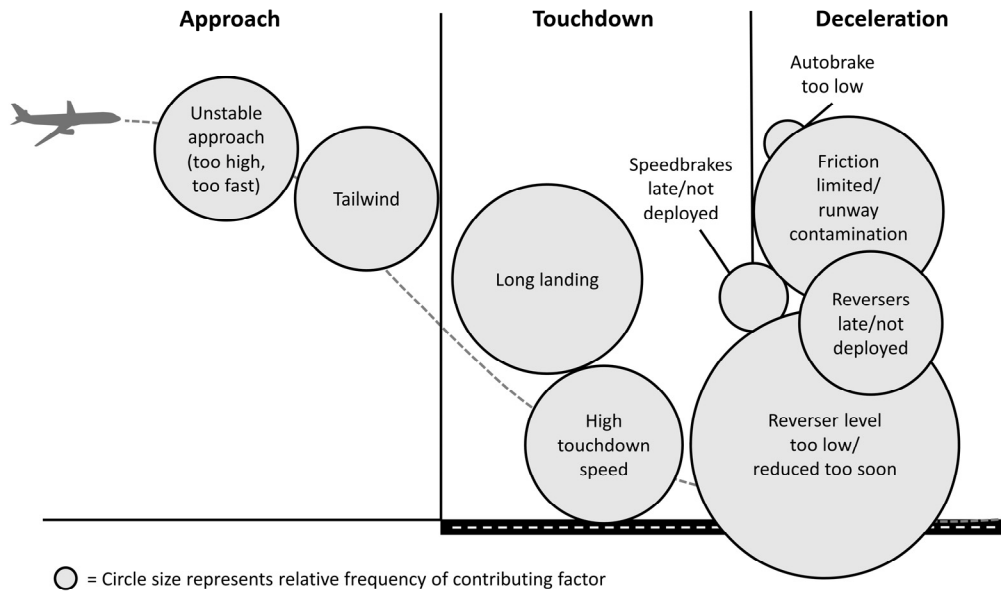 Approach
Touchdown
Deceleration
Unstable
approach
(too high,
too fast)
Tailwind
Long landing
High
touchdown
speed
Speedbrakes
late/not
deployed
Autobrake
too low
Friction
limited/
runway
contamination
Reversers
late/not
deployed
Reverser level
too low/
reduced too soon
= Circle size represents relative frequency of contributing factor